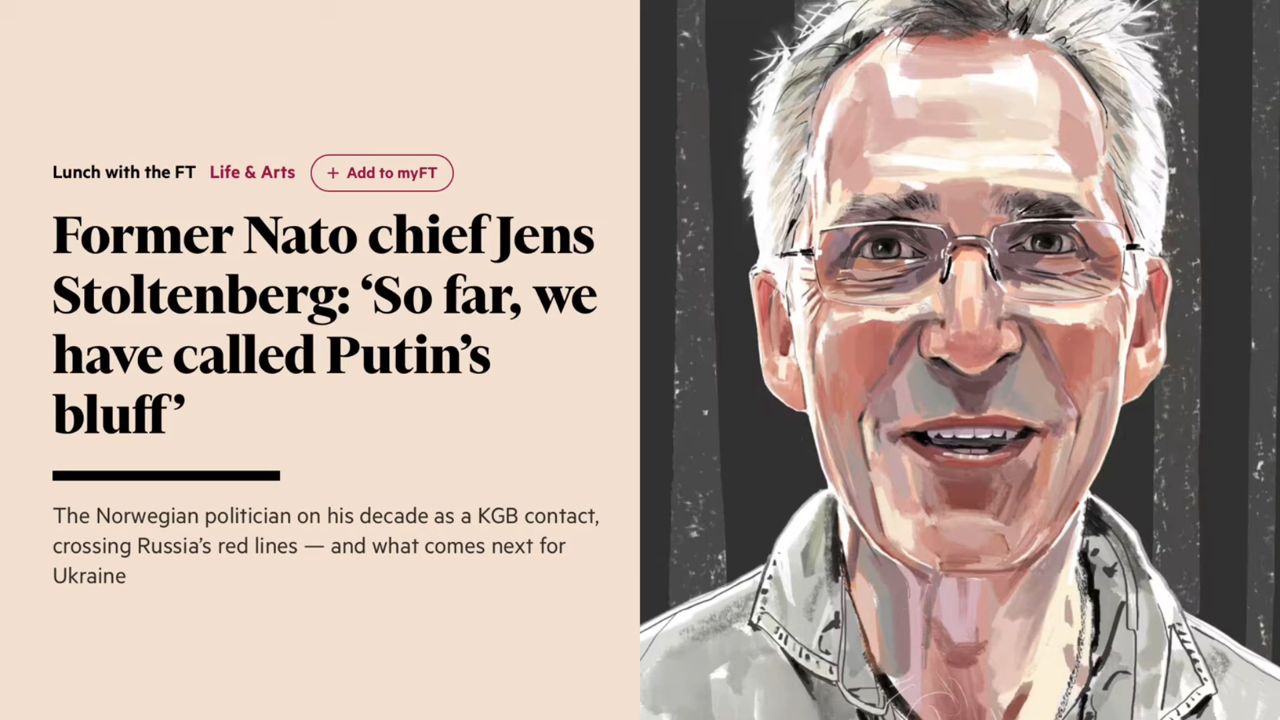 Lunch with the FT Life & Arts + Add to myFT
Former Nato chief Jens
Stoltenberg: ‘So far, we
have called Putin’s
bluff’
The Norwegian politician on his decade as a KGB contact,
crossing Russia’s red lines — and what comes next for
Ukraine